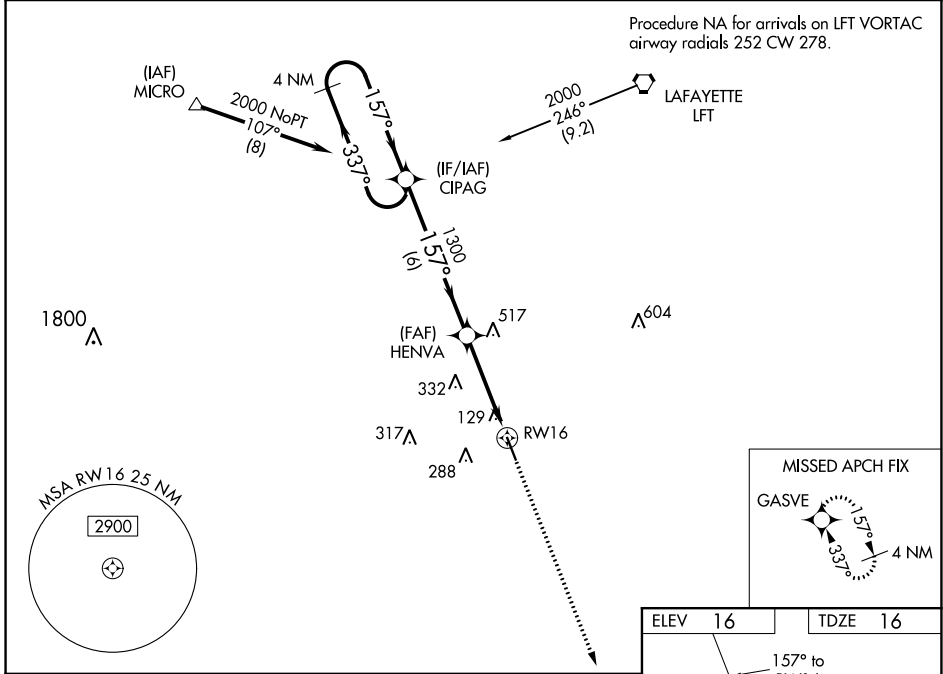 Procedure NA for arrivals on LFT VORTAC
airway radials 252 CW 278.
(IAF)
MICRO
2000 NoPT
107°
(8)
4 NM
157°
337°
2000
246°
(9.2)
LAFAYETTE
LFT
(IF/IAF)
CIPAG
1300
157°
(6)
1800
(FAF)
HENVA
517
604
332
129
RW16
317
288
MSA RW16 25 NM
2900
MISSED APCH FIX
GASVE
157°
337°
4 NM
ELEV 16
TDZE 16
157° to